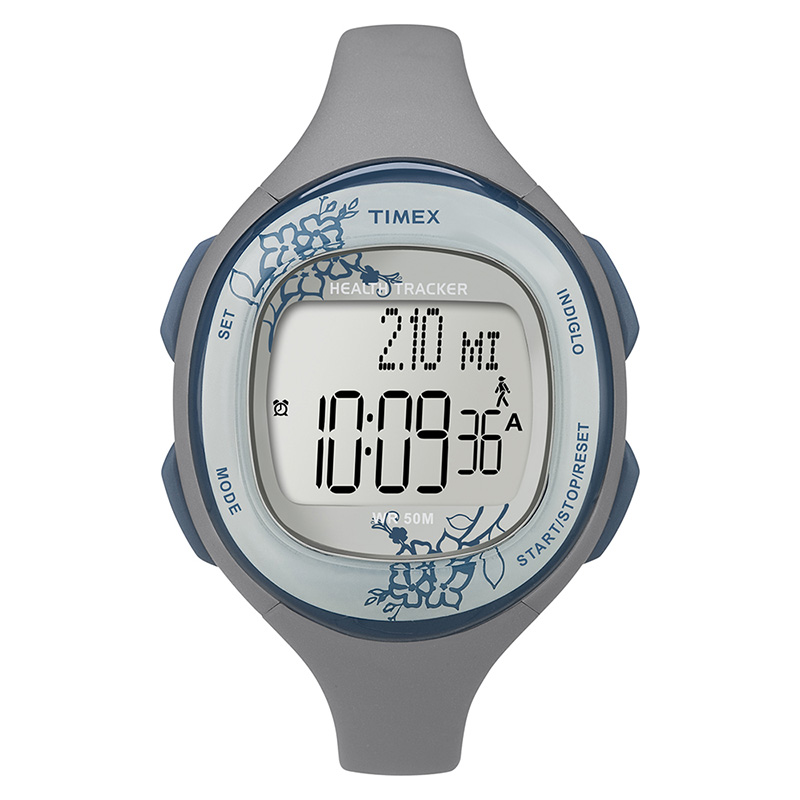 TIMEX
HEALTH TRACKER
SET
INDIGLO
2.10 MI
10:09 36 A
MODE
START/STOP/RESET
WR 50M